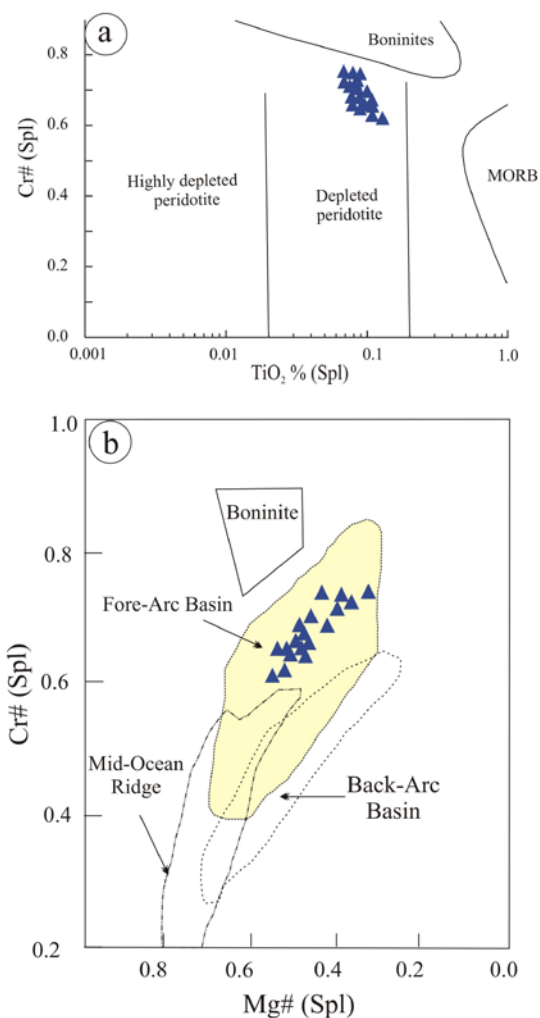 a
Boninites
0.8
0.6
0.4
0.2
0.0
Cr# (Spl)
Highly depleted
peridotite
Depleted
peridotite
MORB
0.001
0.01
0.1
1.0
TiO₂ % (Spl)
b
1.0
0.8
0.6
0.4
0.2
Cr# (Spl)
Boninite
Fore-Arc
Basin
Mid-Ocean
Ridge
Back-Arc
Basin
0.8
0.6
0.4
0.2
0.0
Mg# (Spl)